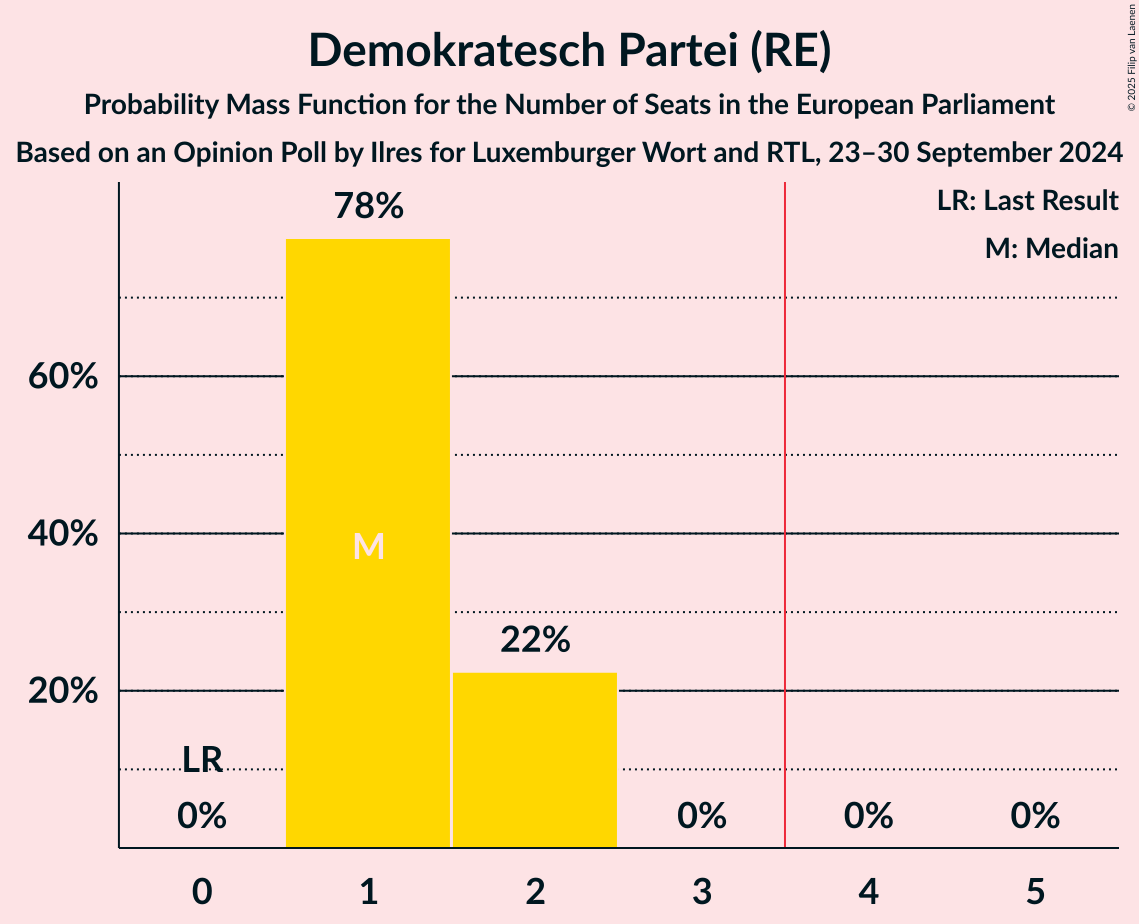 Demokratesch Partei (RE)
Probability Mass Function for the Number of Seats in the European Parliament
Based on an Opinion Poll by Ilres for Luxemburger Wort and RTL, 23–30 September 2024
© 2025 Filip van Laenen
LR: Last Result
M: Median
78%
60%
40%
M
22%
20%
LR
0%
0%
0%
0%
0 1 2 3 4 5